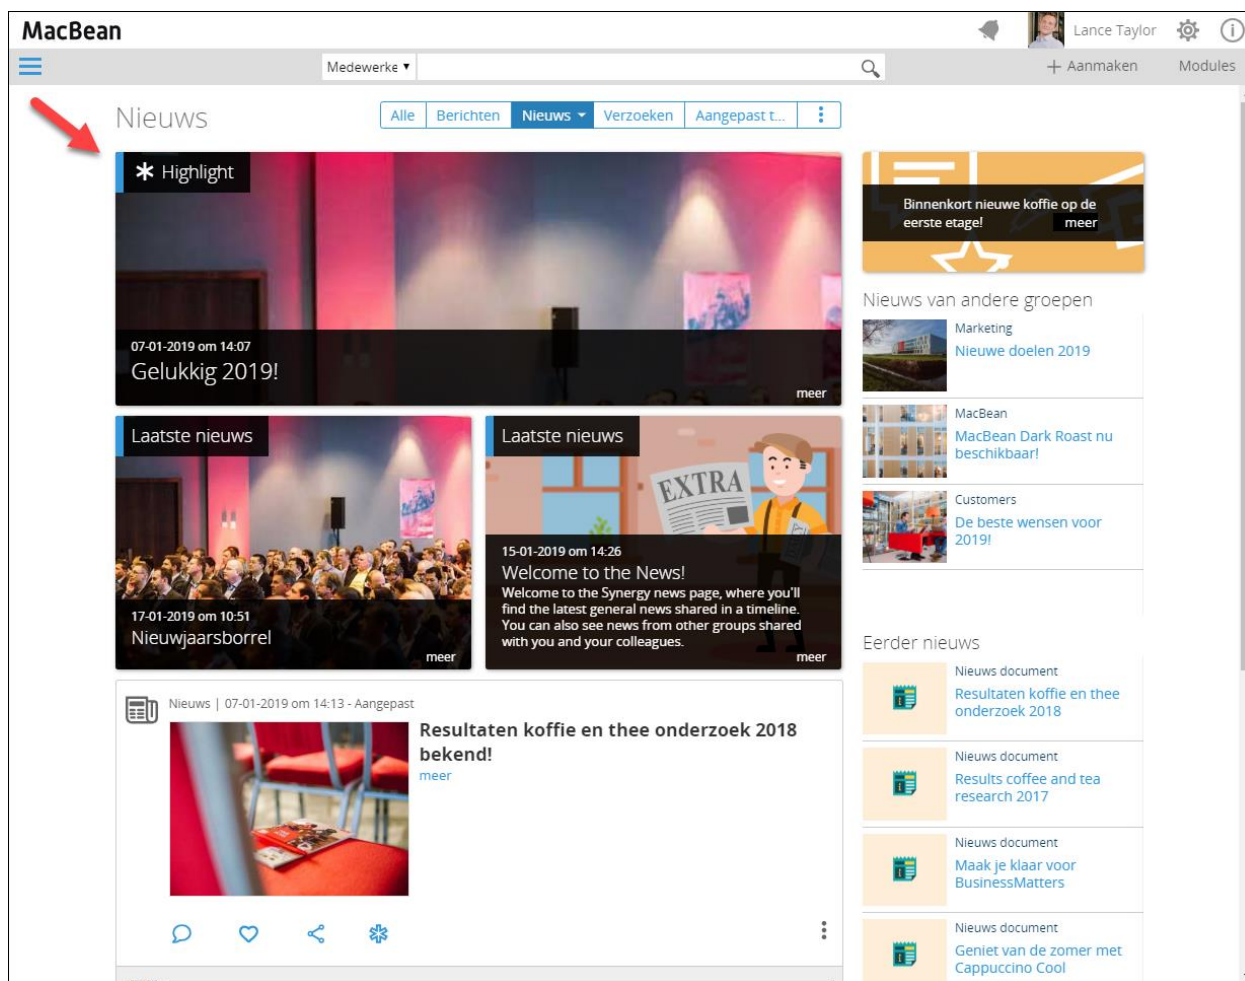 MacBean
Lance Taylor
Medewerke
Aanmaken
Modules
Nieuws
Alle
Berichten
Nieuws
Verzoeken
Aangepast t...
Highlight
07-01-2019 om 14:07
Gelukkig 2019!
meer
Laatste nieuws
17-01-2019 om 10:51
Nieuwjaarsborrel
meer
Laatste nieuws
EXTRA
15-01-2019 om 14:26
Welcome to the News!
Welcome to the Synergy news page, where you'll
find the latest general news shared in a timeline.
You can also see news from other groups shared
with you and your colleagues.
meer
Nieuws | 07-01-2019 om 14:13 - Aangepast
Resultaten koffie en thee onderzoek 2018
bekend!
meer
Binnenkort nieuwe koffie op de
eerste etage! meer
Nieuws van andere groepen
Marketing
Nieuwe doelen 2019
MacBean
MacBean Dark Roast nu
beschikbaar!
Customers
De beste wensen voor
2019!
Eerder nieuws
Nieuws document
Resultaten koffie en thee
onderzoek 2018
Nieuws document
Results coffee and tea
research 2017
Nieuws document
Maak je klaar voor
BusinessMatters
Nieuws document
Geniet van de zomer met
Cappuccino Cool